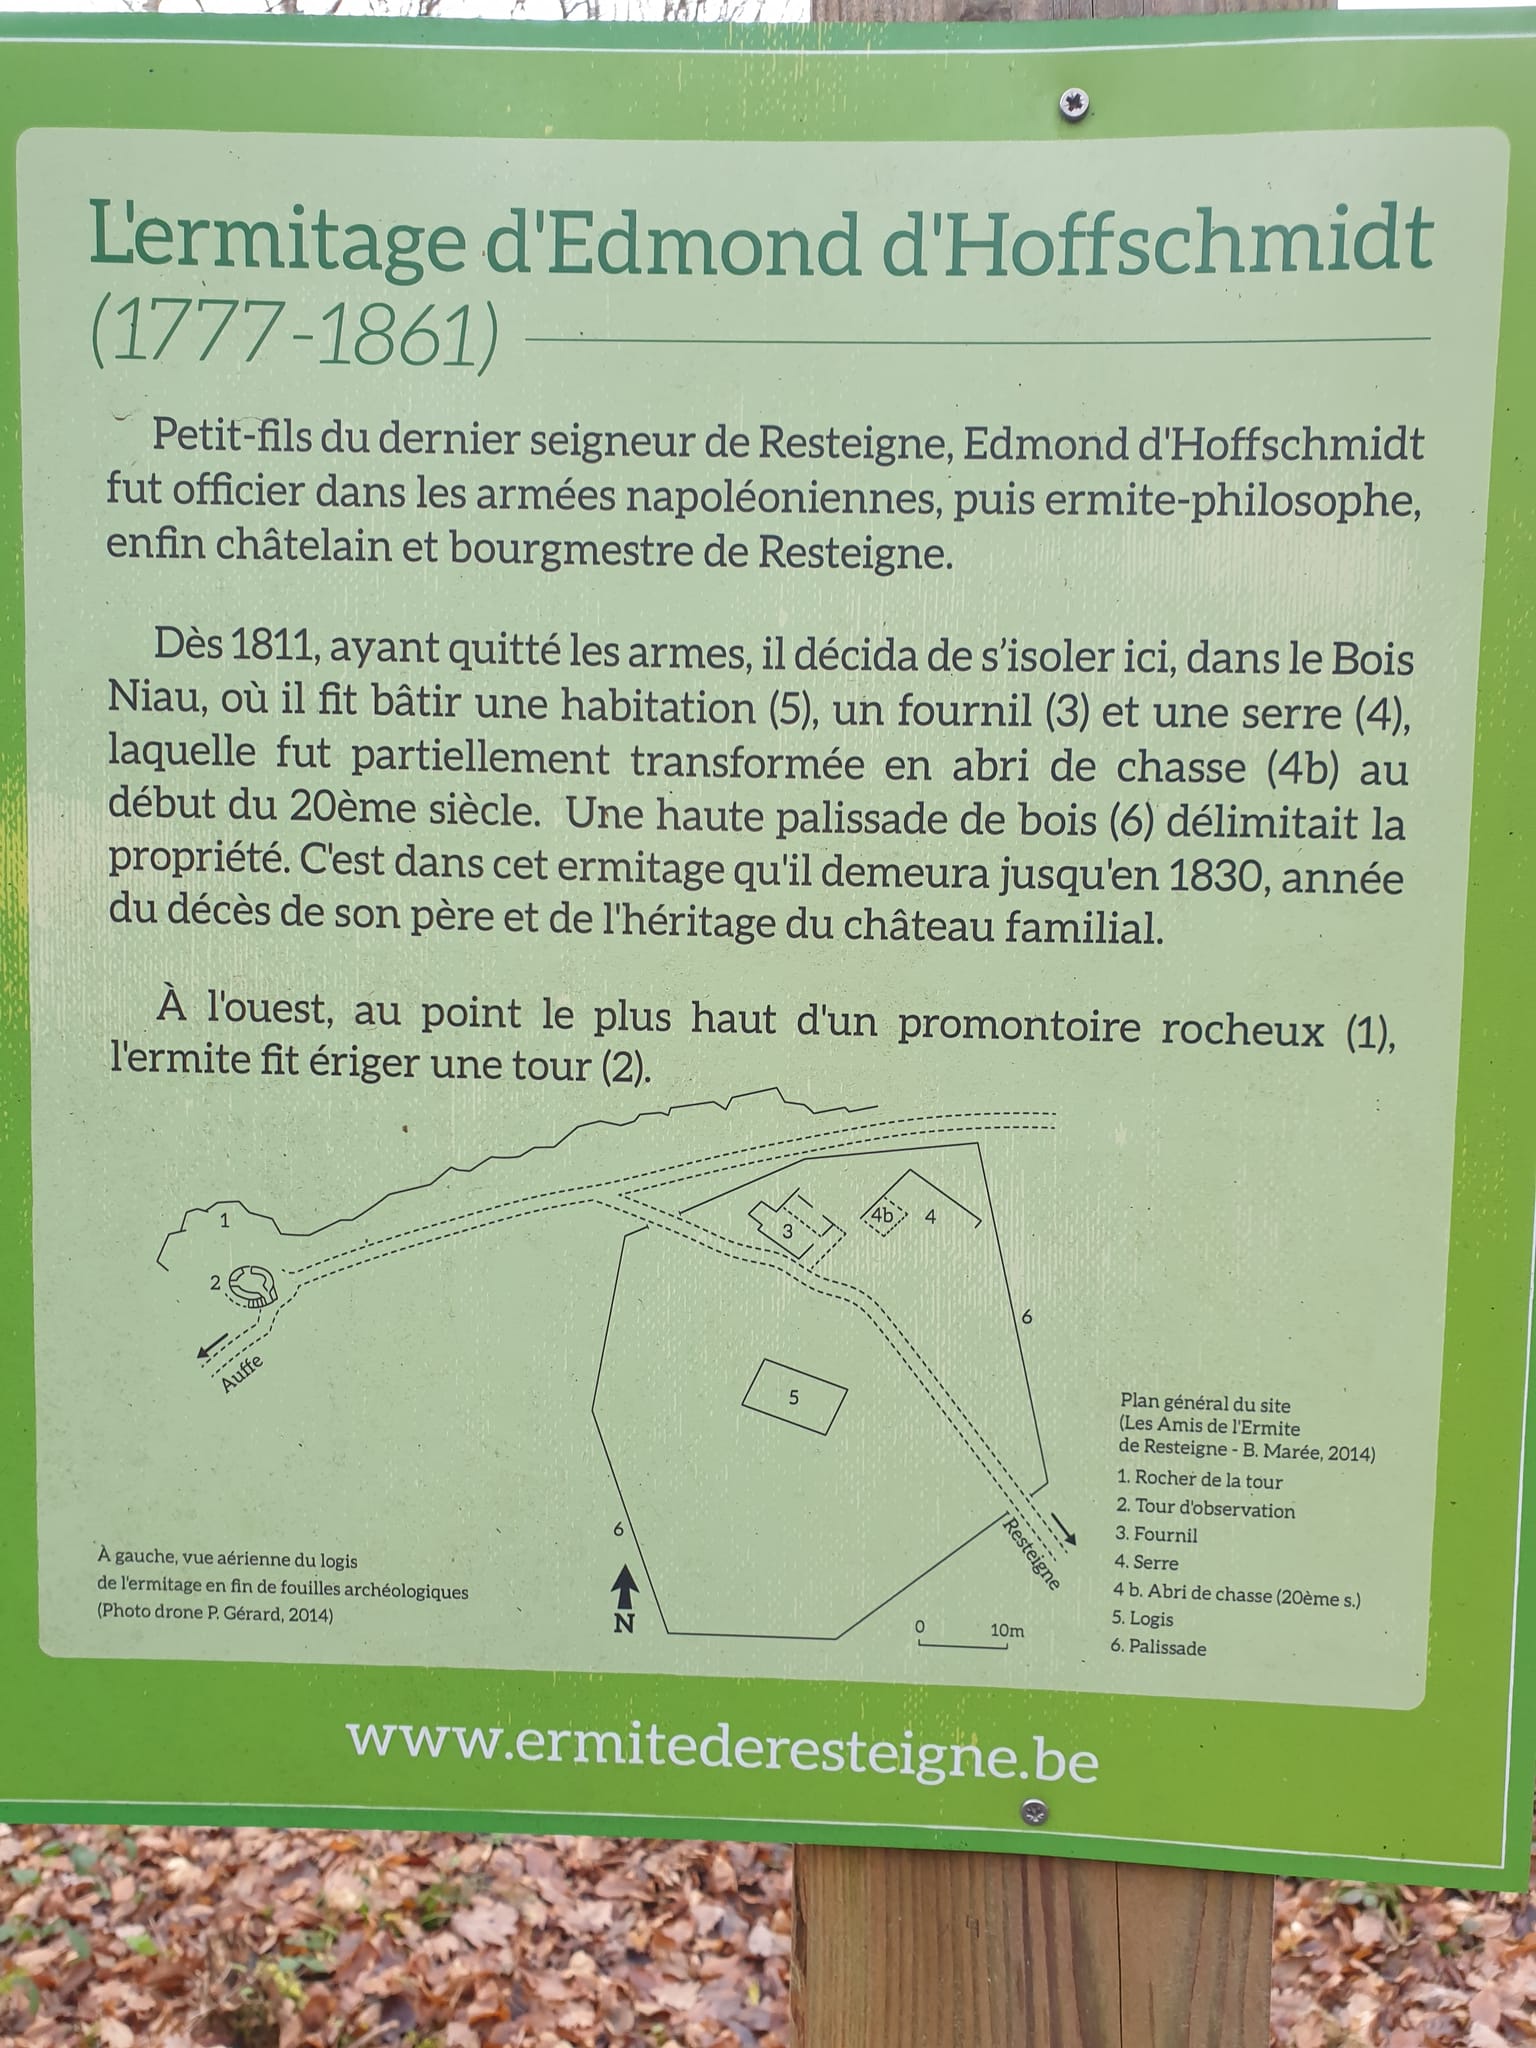 L'ermitage d'Edmond d'Hoffschmidt
(1777-1861)
Petit-fils du dernier seigneur de Resteigne, Edmond d'Hoffschmidt
fut officier dans les armées napoléoniennes, puis ermite-philosophe,
enfin châtelain et bourgmestre de Resteigne.
Dès 1811, ayant quitté les armes, il décida de s'isoler ici, dans le Bois
Niau, où il fit bâtir une habitation (5), un fournil (3) et une serre (4),
laquelle fut partiellement transformée en abri de chasse (4b) au
début du 20ème siècle. Une haute palissade de bois (6) délimitait la
propriété. C'est dans cet ermitage qu'il demeura jusqu'en 1830, année
du décès de son père et de l'héritage du château familial.
À l'ouest, au point le plus haut d'un promontoire rocheux (1),
l'ermite fit ériger une tour (2).
1
2
Auffe
3
4b
4
6
5
6
Resteigne
N
0 10m
À gauche, vue aérienne du logis
de l'ermitage en fin de fouilles archéologiques
(Photo drone P. Gérard, 2014)
Plan général du site
(Les Amis de l'Ermite
de Resteigne - B. Marée, 2014)
1. Rocher de la tour
2. Tour d'observation
3. Fournil
4. Serre
4 b. Abri de chasse (20ème s.)
5. Logis
6. Palissade
www.ermitederesteigne.be